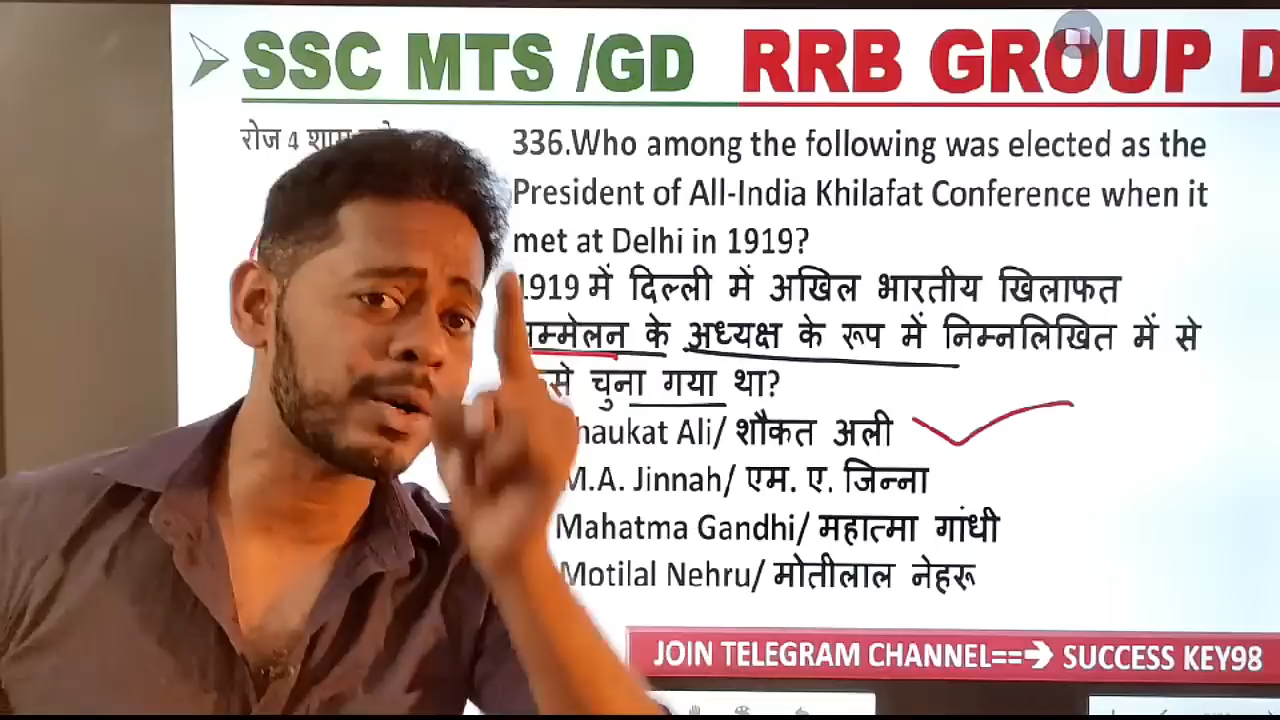 SSC MTS /GD RRB GROUP D
रोज 4
336.Who among the following was elected as the
President of All-India Khilafat Conference when it
met at Delhi in 1919?
1919 में दिल्ली में अखिल भारतीय खिलाफत
के अध्यक्ष के रूप में निम्नलिखित में से
चुना गया था?
Ali/ शौकत अली
M.A. Jinnah/ एम. ए. जिन्ना
Mahatma Gandhi/ महात्मा गांधी
Motilal Nehru/ मोतीलाल नेहरू
JOIN TELEGRAM CHANNEL==➔ SUCCESS KEY98